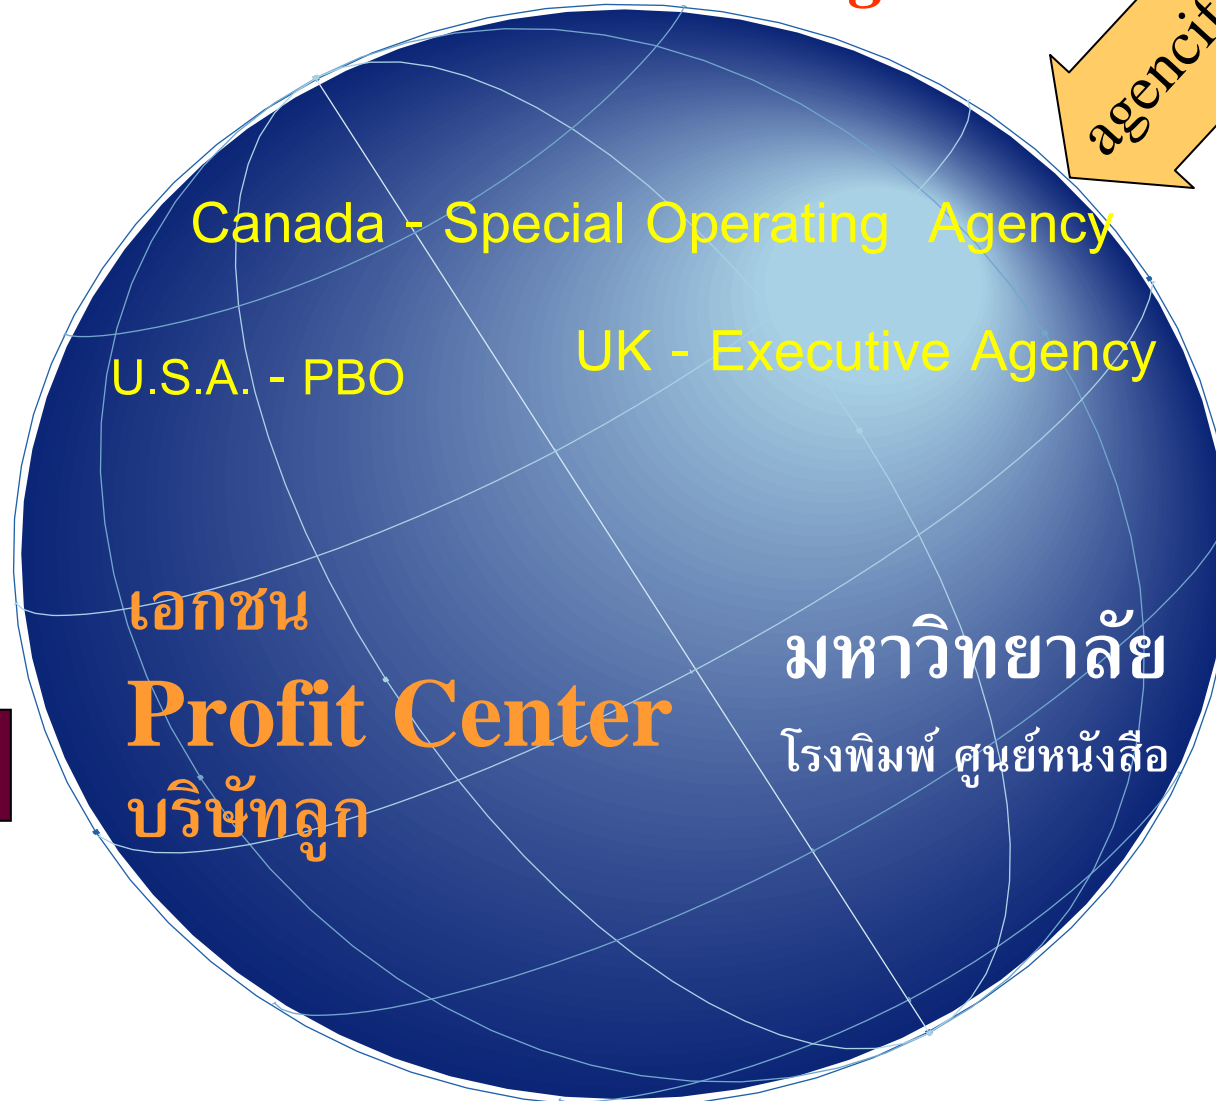 Canada - Special Operating Agency
UK - Executive Agency
U.S.A. - PBO
เอกชน
Profit Center
บริษัทลูก
มหาวิทยาลัย
โรงพิมพ์ ศูนย์หนังสือ